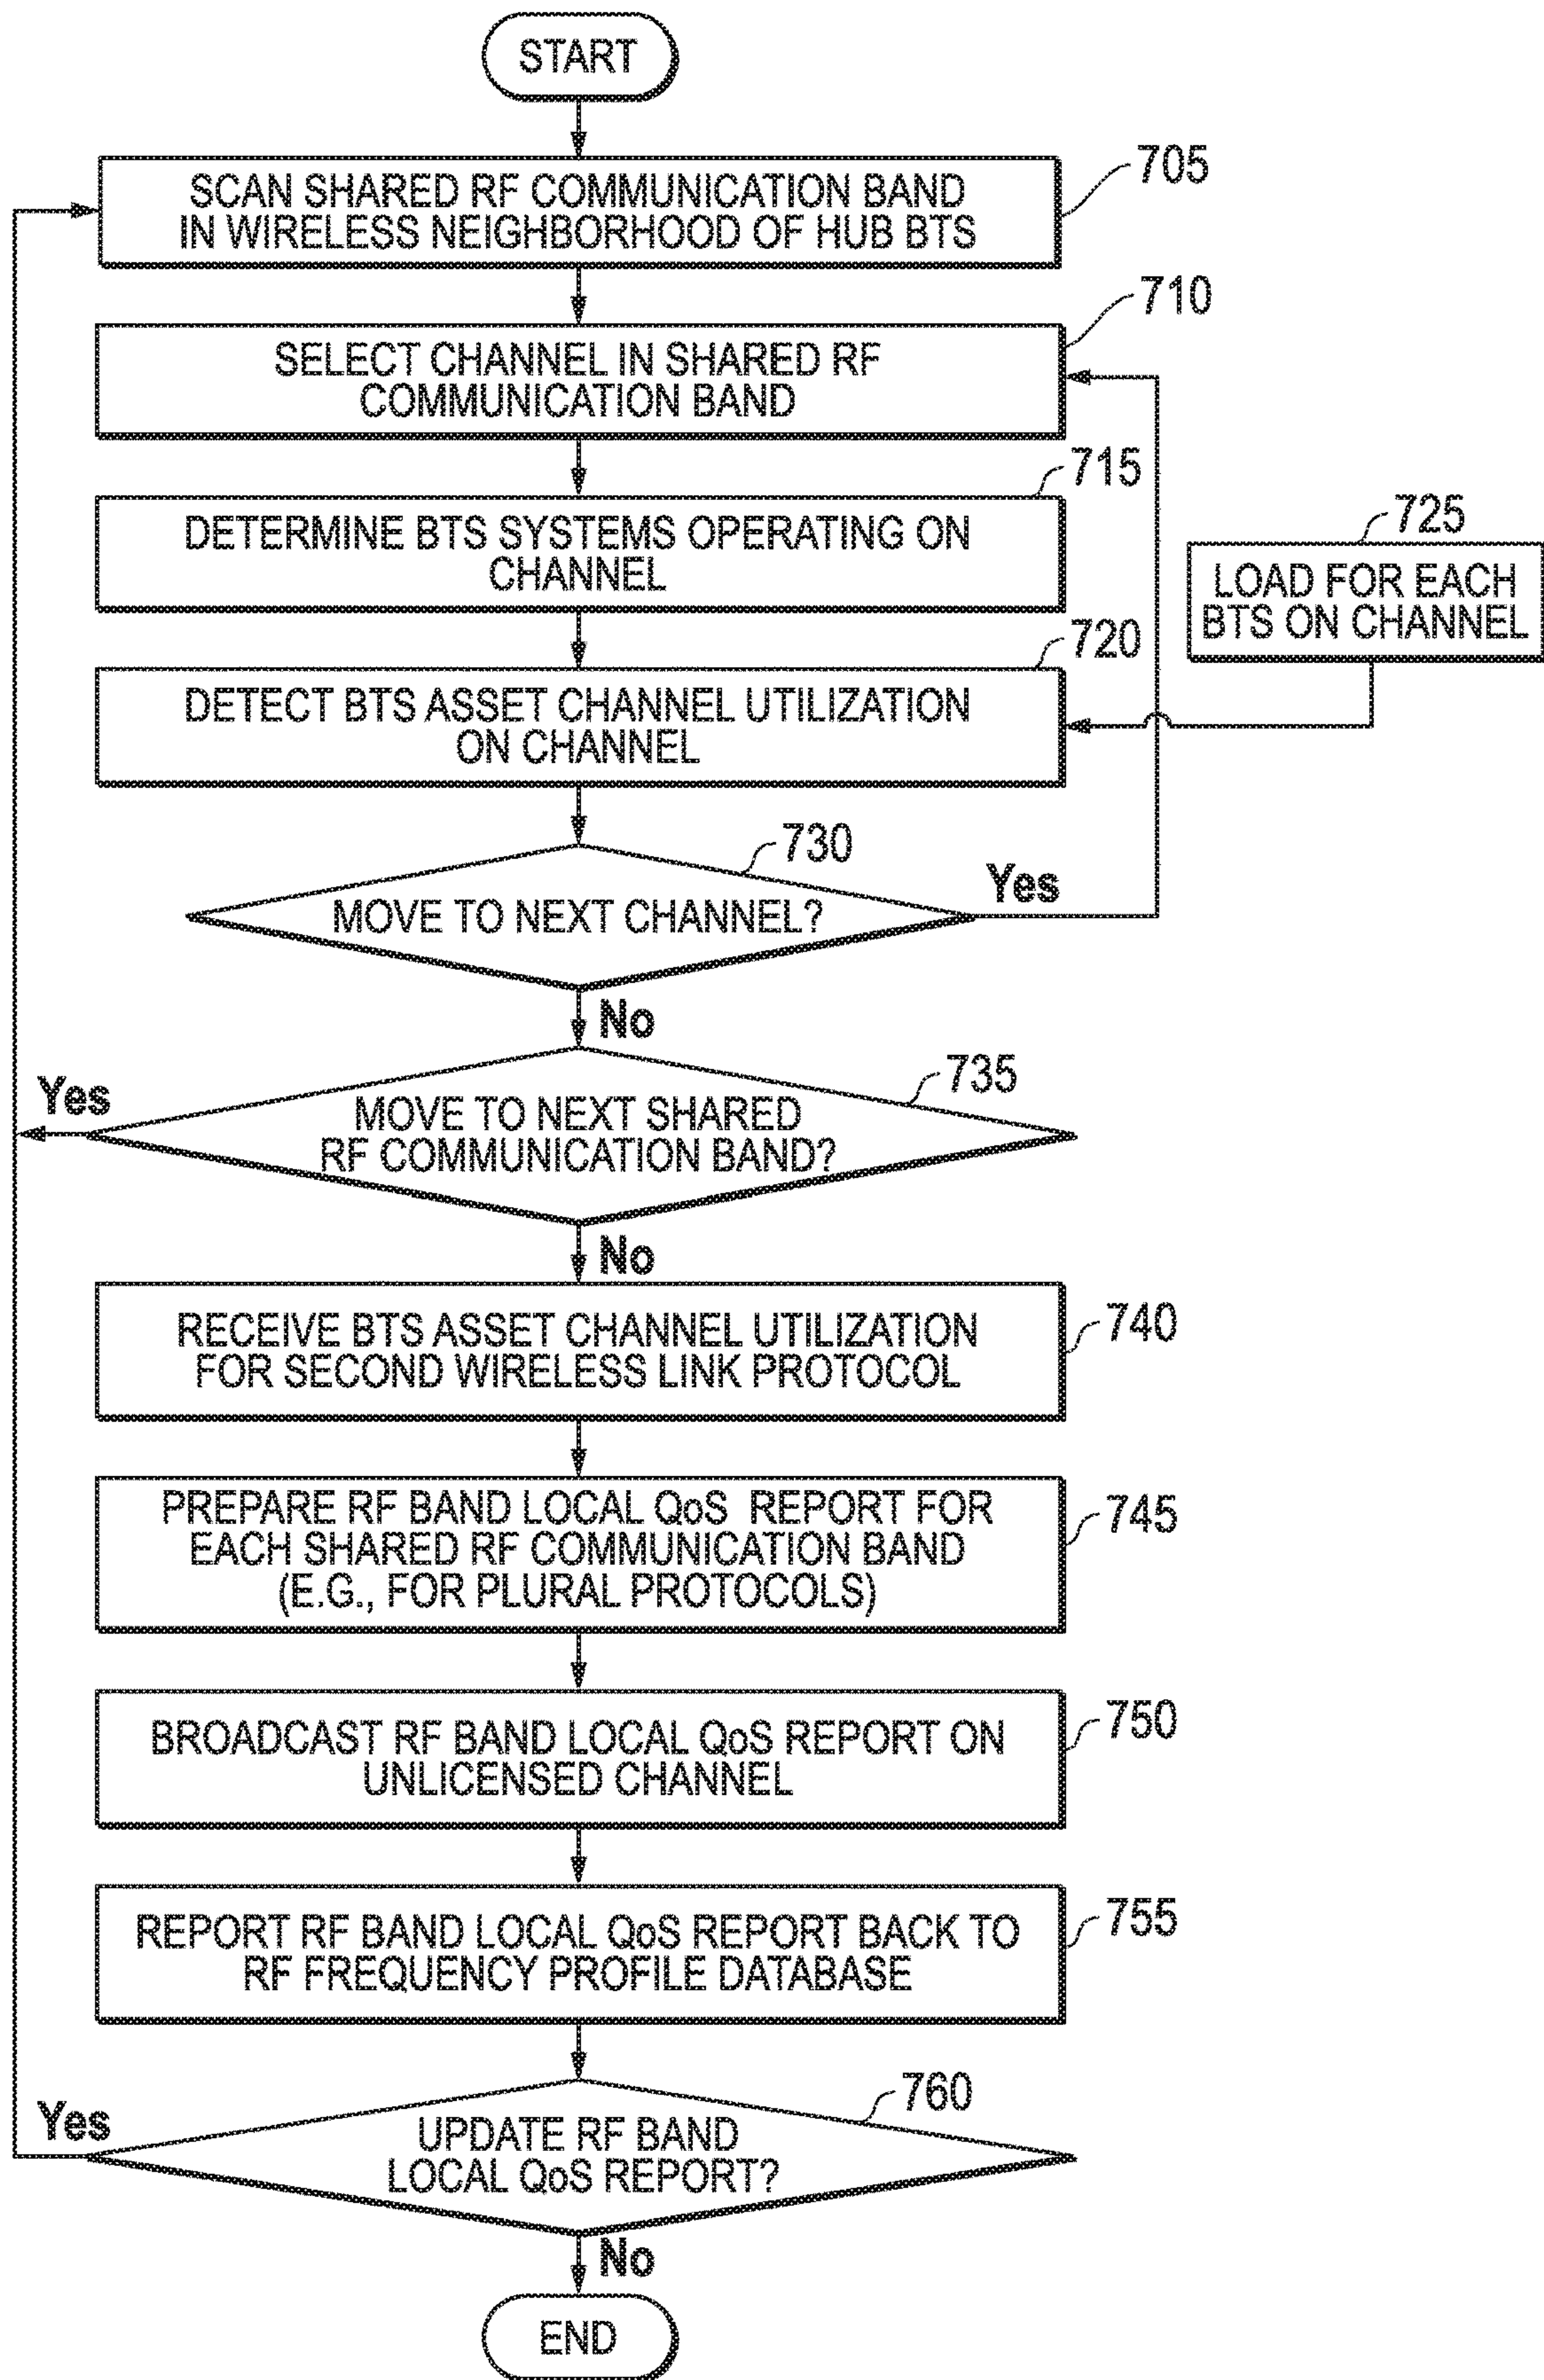 START
705
SCAN SHARED RF COMMUNICATION BAND
IN WIRELESS NEIGHBORHOOD OF HUB BTS
710
SELECT CHANNEL IN SHARED RF
COMMUNICATION BAND
715
DETERMINE BTS SYSTEMS OPERATING ON
CHANNEL
725
LOAD FOR EACH
BTS ON CHANNEL
720
DETECT BTS ASSET CHANNEL UTILIZATION
ON CHANNEL
730
MOVE TO NEXT CHANNEL?
Yes
No
735
Yes
MOVE TO NEXT SHARED
RF COMMUNICATION BAND?
No
740
RECEIVE BTS ASSET CHANNEL UTILIZATION
FOR SECOND WIRELESS LINK PROTOCOL
745
PREPARE RF BAND LOCAL QoS REPORT FOR
EACH SHARED RF COMMUNICATION BAND
(E.G., FOR PLURAL PROTOCOLS)
750
BROADCAST RF BAND LOCAL QoS REPORT ON
UNLICENSED CHANNEL
755
REPORT RF BAND LOCAL QoS REPORT BACK TO
RF FREQUENCY PROFILE DATABASE
760
Yes
UPDATE RF BAND
LOCAL QoS REPORT?
No
END